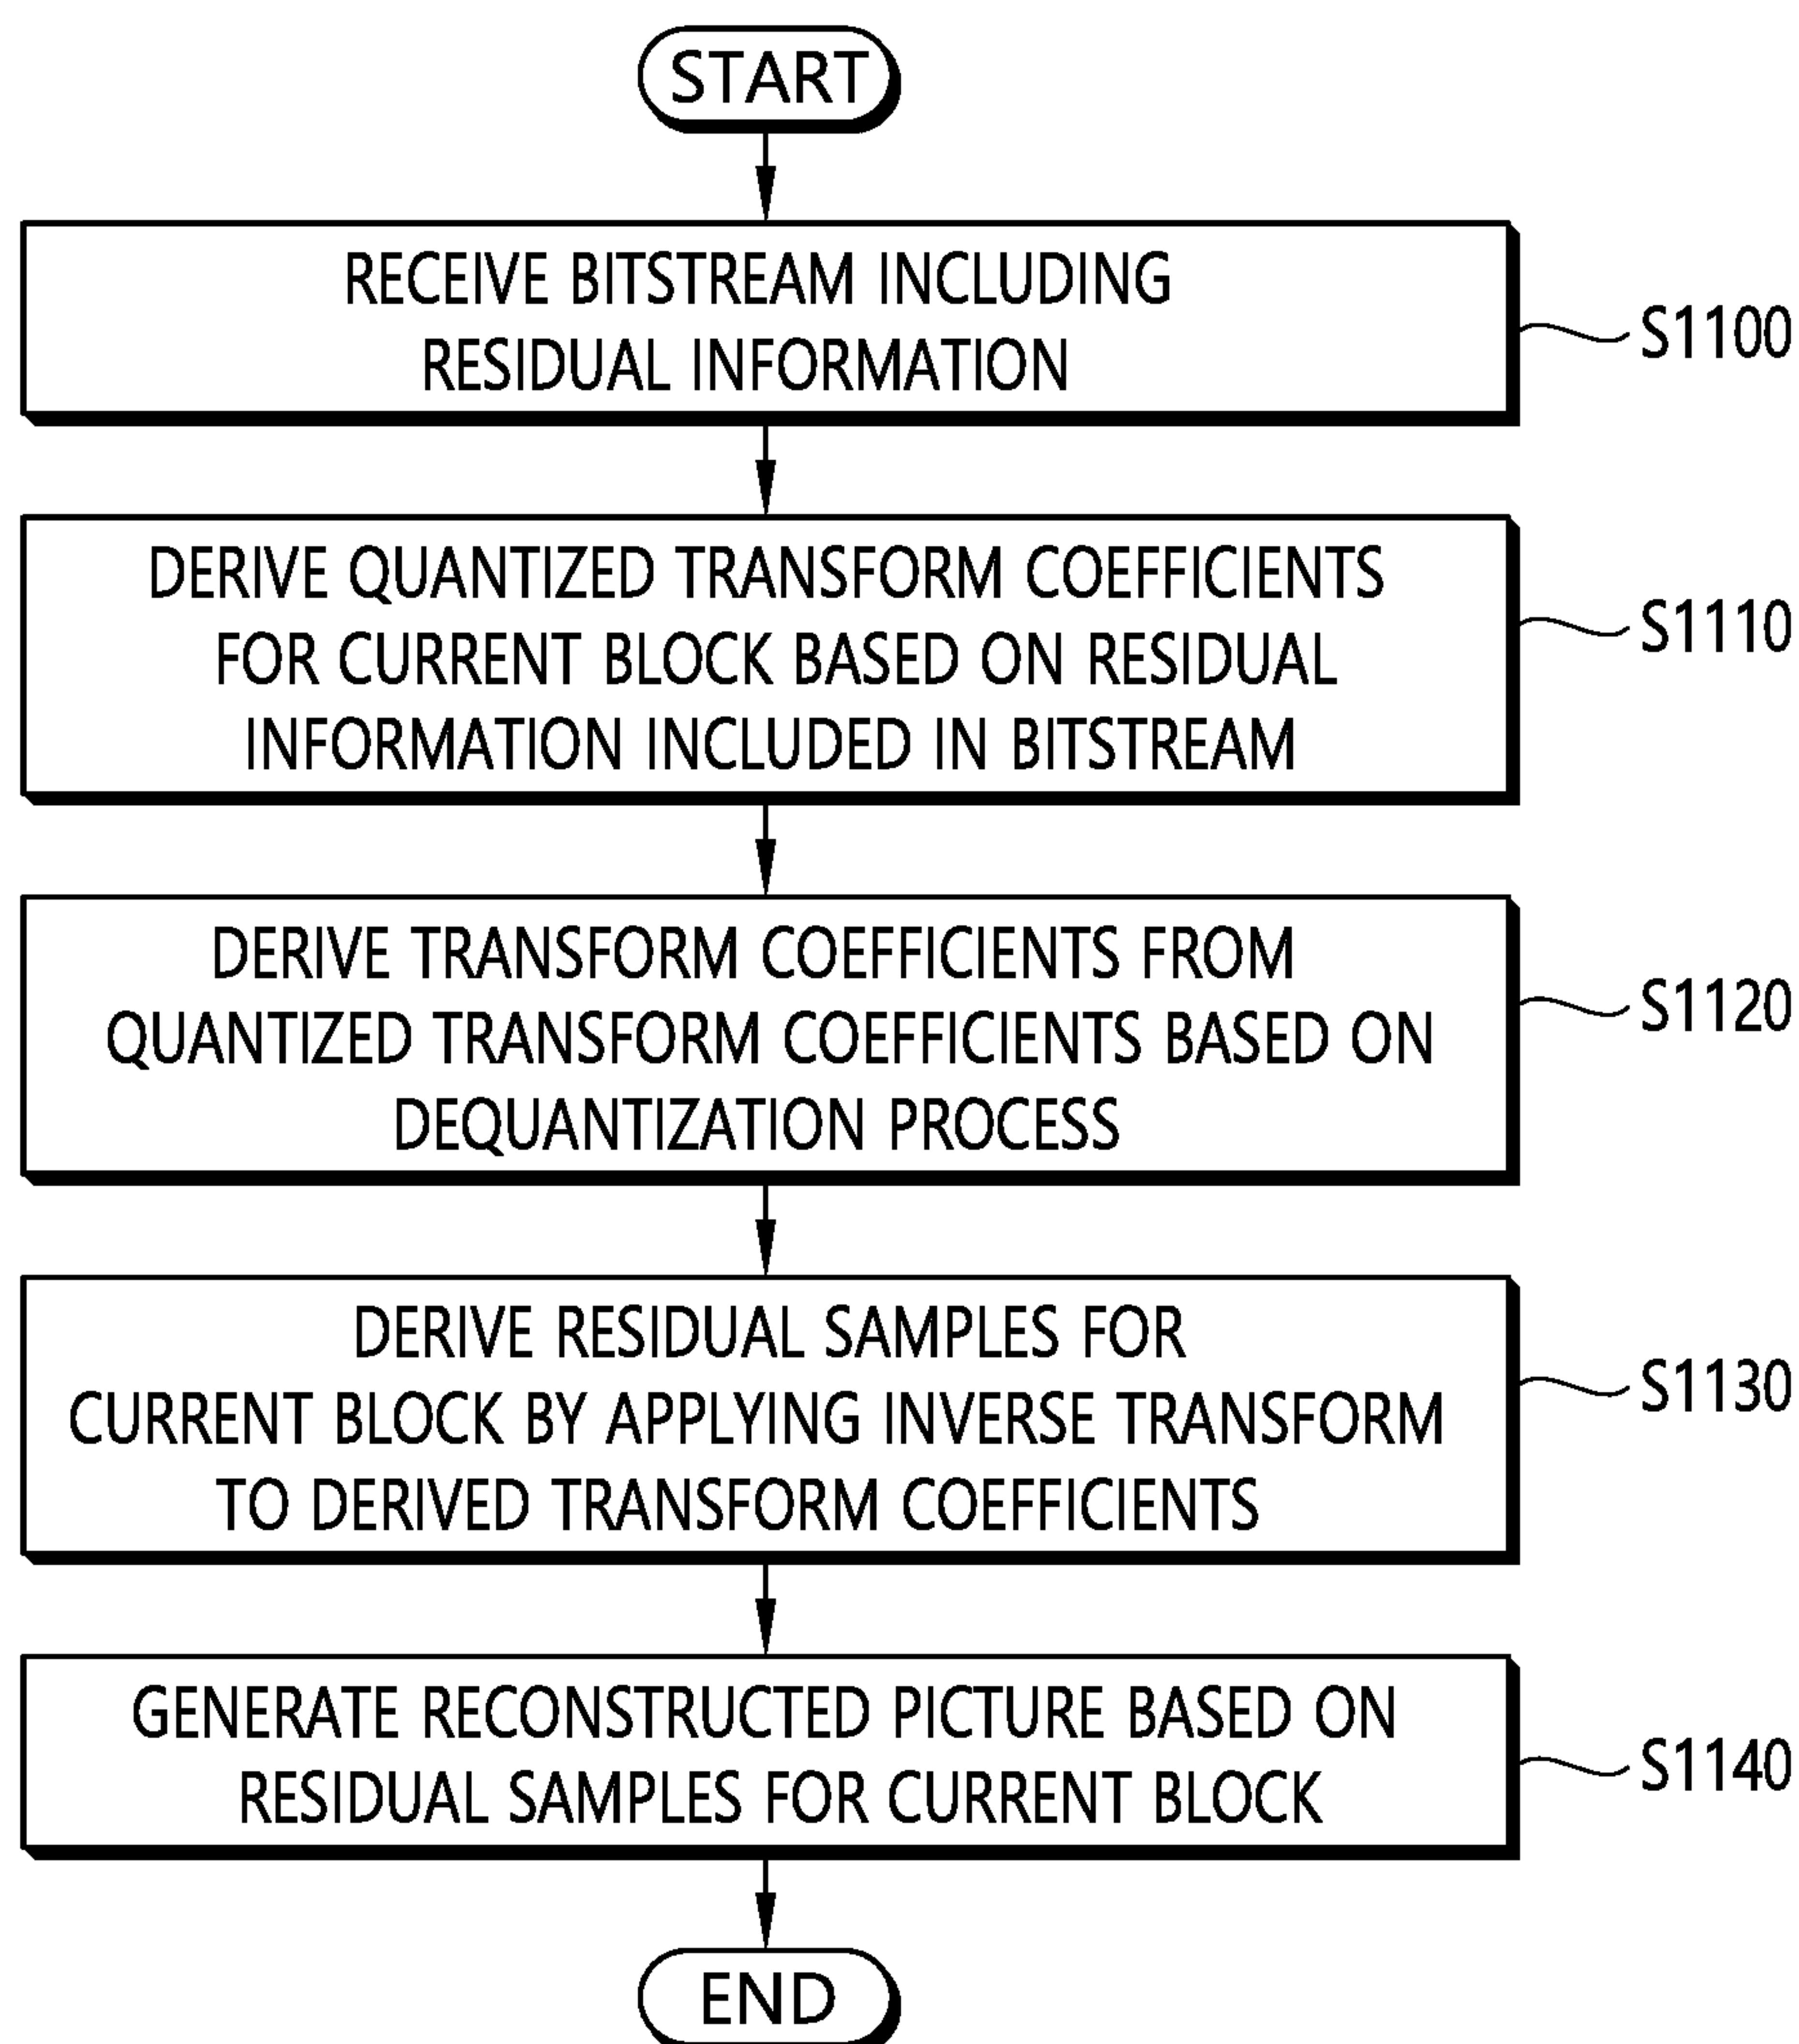 START
RECEIVE BITSTREAM INCLUDING
RESIDUAL INFORMATION
S1100
DERIVE QUANTIZED TRANSFORM COEFFICIENTS
FOR CURRENT BLOCK BASED ON RESIDUAL
INFORMATION INCLUDED IN BITSTREAM
S1110
DERIVE TRANSFORM COEFFICIENTS FROM
QUANTIZED TRANSFORM COEFFICIENTS BASED ON
DEQUANTIZATION PROCESS
S1120
DERIVE RESIDUAL SAMPLES FOR
CURRENT BLOCK BY APPLYING INVERSE TRANSFORM
TO DERIVED TRANSFORM COEFFICIENTS
S1130
GENERATE RECONSTRUCTED PICTURE BASED ON
RESIDUAL SAMPLES FOR CURRENT BLOCK
S1140
END